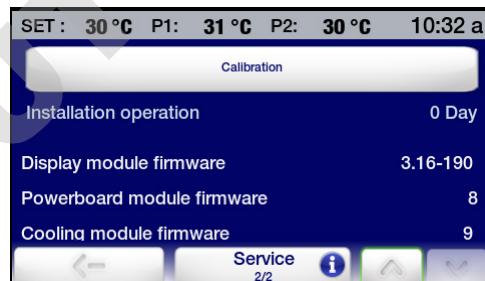 SET : 30 °C P1: 31 °C P2: 30 °C 10:32 a
Calibration
Installation operation 0 Day
Display module firmware 3.16-190
Powerboard module firmware 8
Cooling module firmware 9
Service
2/2